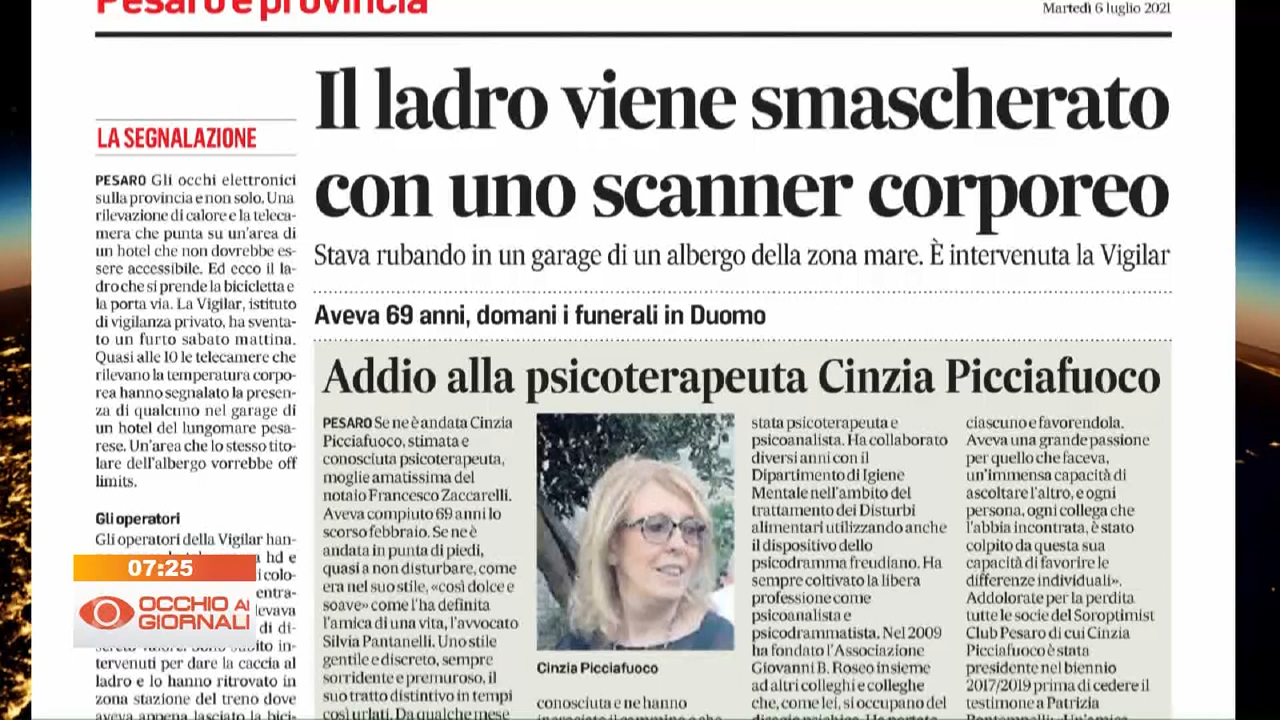 Pesaro e provincia
Martedì 6 luglio 2021
LA SEGNALAZIONE
PESARO Gli occhi elettronici
sulla provincia e non solo. Una
rilevazione di calore e la teleca-
mera che punta su un'area di
un hotel che non dovrebbe es-
sere accessibile. Ed ecco il la-
dro che si prende la bicicletta e
la porta via. La Vigilar, istituto
di vigilanza privato, ha sventa-
to un furto sabato mattina.
Quasi alle 10 le telecamere che
rilevano la temperatura corpo-
rea hanno segnalato la presen-
za di qualcuno nel garage di
un hotel del lungomare pesa-
rese. Un'area che lo stesso tito-
lare dell'albergo vorrebbe off
limits.
Gli operatori
Gli operatori della Vigilar han-
hd e
colo-
entra-
levava
di di-
tervenuti per dare la caccia al
ladro e lo hanno ritrovato in
zona stazione del treno dove
aveva appena lasciato la bici-
Il ladro viene smascherato
con uno scanner corporeo
Stava rubando in un garage di un albergo della zona mare. È intervenuta la Vigilar
Aveva 69 anni, domani i funerali in Duomo
Addio alla psicoterapeuta Cinzia Picciafuoco
PESARO Se ne è andata Cinzia
Picciafuoco, stimata e
conosciuta psicoterapeuta,
moglie amatissima del
notaio Francesco Zaccarelli.
Aveva compiuto 69 anni lo
scorso febbraio. Se ne è
andata in punta di piedi,
quasi a non disturbare, come
era nel suo stile, «così dolce e
soave» come l'ha definita
l'amica di una vita, l'avvocato
Silvia Pantanelli. Uno stile
gentile e discreto, sempre
sorridente e premuroso, il
suo tratto distintivo in tempi
così urlati. Da qualche mese
Cinzia Picciafuoco
conosciuta e ne hanno
stata psicoterapeuta e
psicoanalista. Ha collaborato
diversi anni con il
Dipartimento di Igiene
Mentale nell'ambito del
trattamento dei Disturbi
alimentari utilizzando anche
il dispositivo dello
psicodramma freudiano. Ha
sempre coltivato la libera
professione come
psicoanalista e
psicodrammatista. Nel 2009
ha fondato l'Associazione
Giovanni B. Roseo insieme
ad altri colleghi e colleghe
che, come lei, si occupano del
ciascuno e favorendola.
Aveva una grande passione
per quello che faceva,
un'immensa capacità di
ascoltare l'altro, e ogni
persona, ogni collega che
l'abbia incontrata, è stato
colpito da questa sua
capacità di favorire le
differenze individuali».
Addolorate per la perdita
tutte le socie del Soroptimist
Club Pesaro di cui Cinzia
Picciafuoco è stata
presidente nel biennio
2017/2019 prima di cedere il
testimone a Patrizia
07:25
OCCHIO AI
GIORNALI